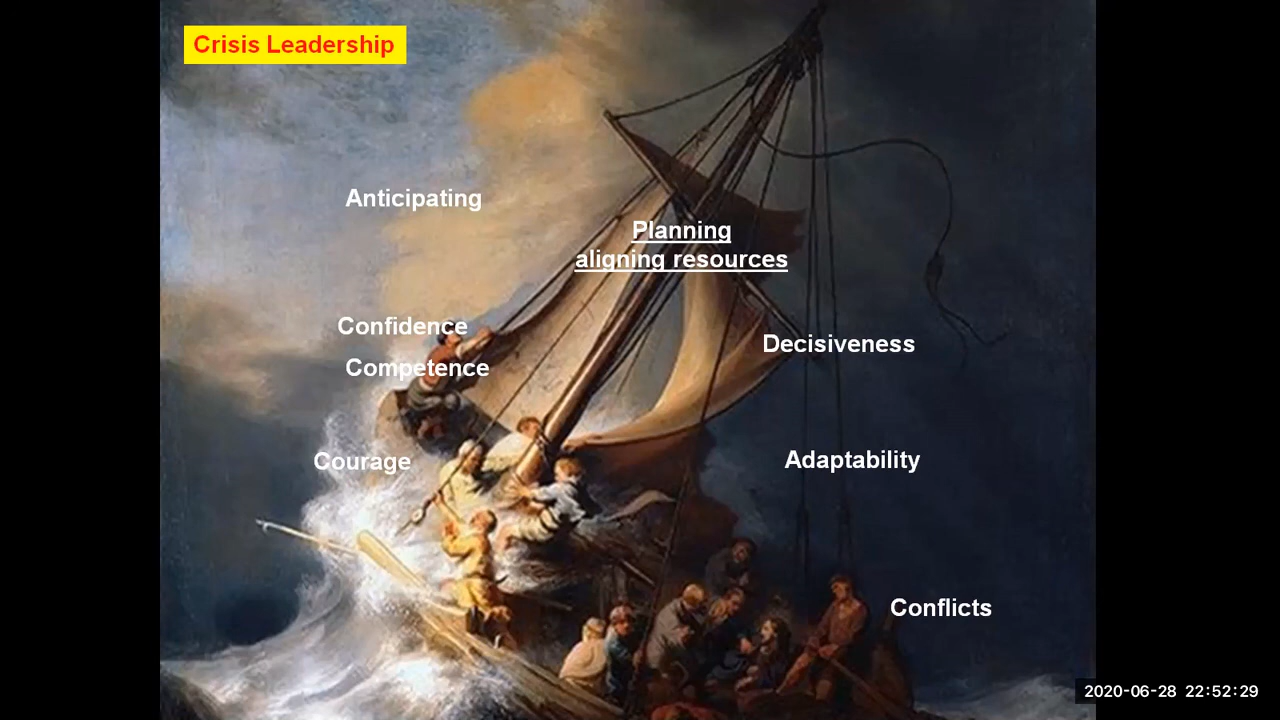 Crisis Leadership
Anticipating
Planning
aligning resources
Confidence
Decisiveness
Competence
Courage
Adaptability
Conflicts
2020-06-28 22:52:29